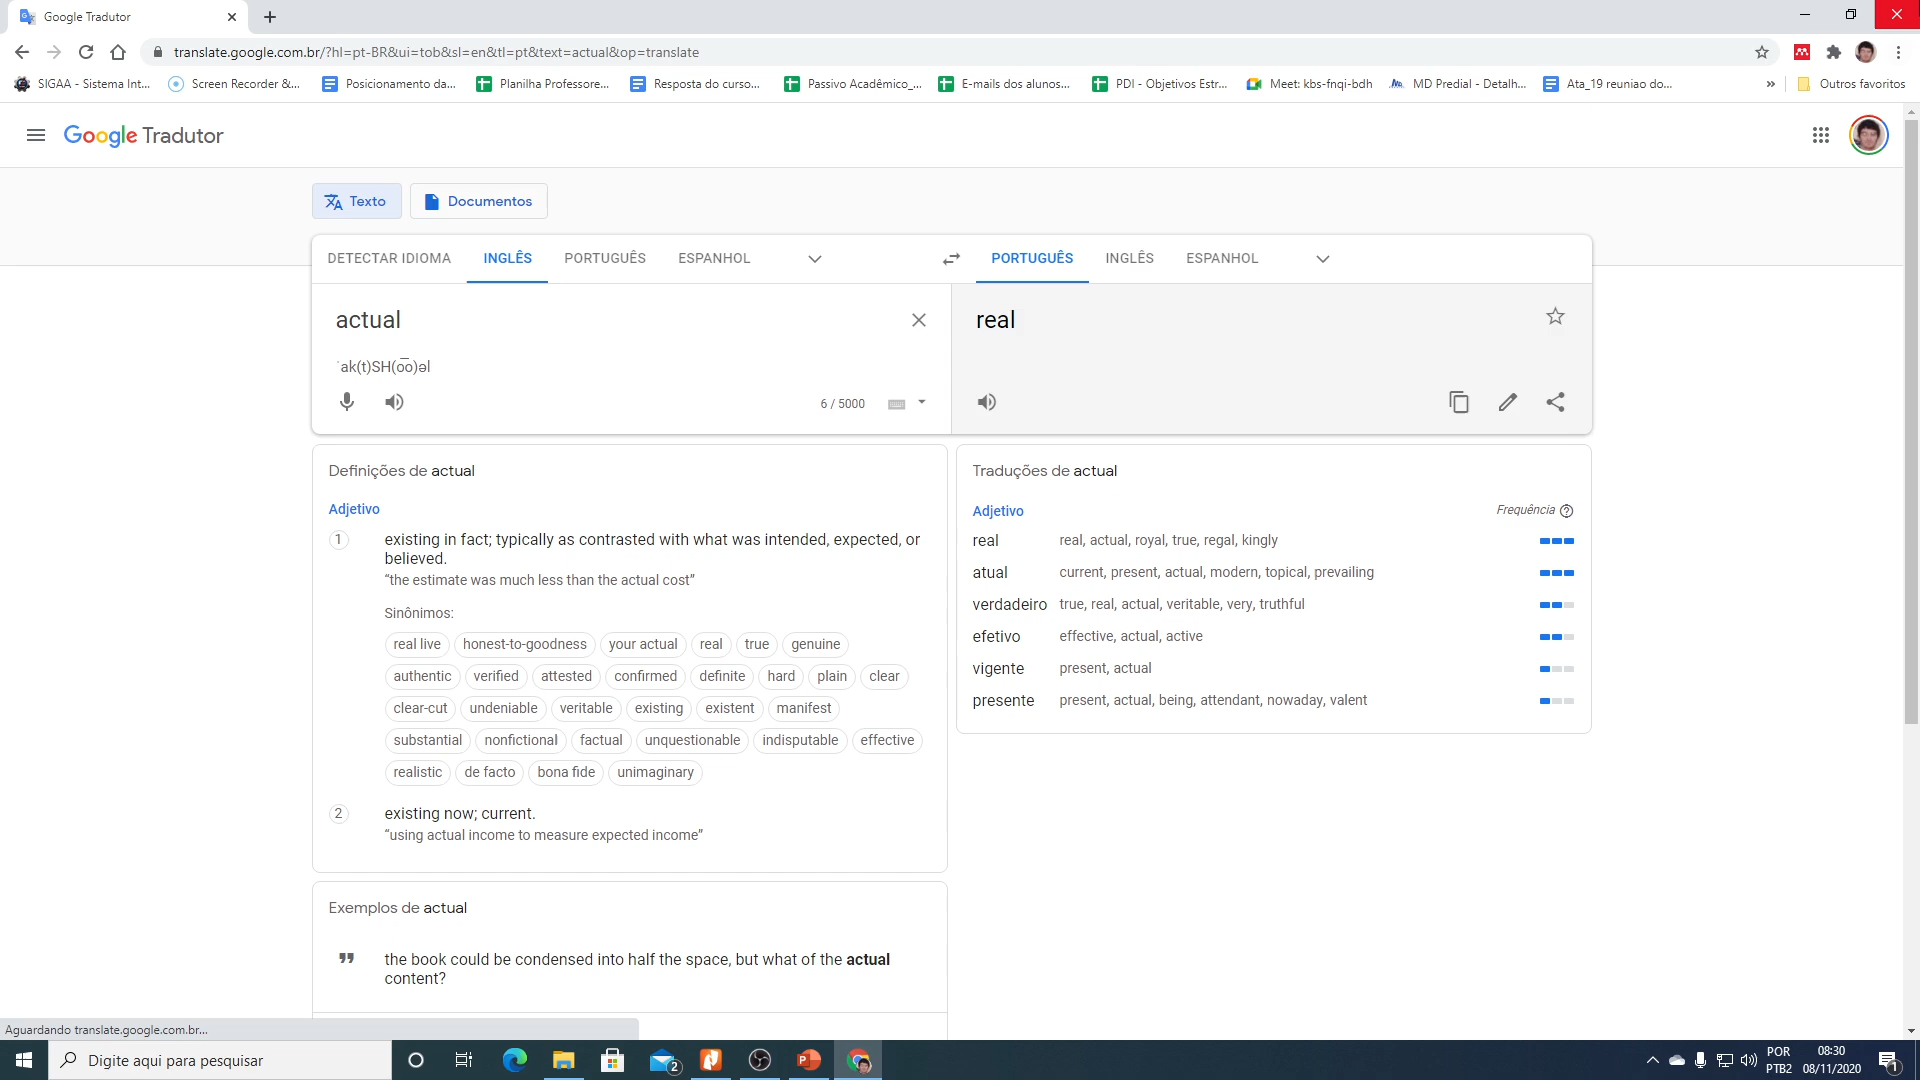 Google Tradutor
translate.google.com.br/?hl=pt-BR&ui=tob&sl=en&tl=pt&text=actual&op=translate
SIGAA - Sistema Int... Screen Recorder &... Posicionamento da... Planilha Professore... Resposta do curso... Passivo Acadêmico_... E-mails dos alunos... PDI - Objetivos Estr... Meet: kbs-fnqi-bdh MD Predial - Detalh... Ata_19 reuniao do... » Outros favoritos
Google Tradutor
Texto Documentos
DETECTAR IDIOMA INGLÊS PORTUGUÊS ESPANHOL PORTUGUÊS INGLÊS ESPANHOL
actual real
ˈak(t)SH(o͞o)əl
6 / 5000
Definições de actual
Adjetivo
1 existing in fact; typically as contrasted with what was intended, expected, or
believed.
“the estimate was much less than the actual cost”
Sinônimos:
real live honest-to-goodness your actual real true genuine
authentic verified attested confirmed definite hard plain clear
clear-cut undeniable veritable existing existent manifest
substantial nonfictional factual unquestionable indisputable effective
realistic de facto bona fide unimaginary
2 existing now; current.
“using actual income to measure expected income”
Traduções de actual
Adjetivo Frequência
real real, actual, royal, true, regal, kingly
atual current, present, actual, modern, topical, prevailing
verdadeiro true, real, actual, veritable, very, truthful
efetivo effective, actual, active
vigente present, actual
presente present, actual, being, attendant, nowaday, valent
Exemplos de actual
the book could be condensed into half the space, but what of the actual
content?
Aguardando translate.google.com.br...
Digite aqui para pesquisar 2 POR 08:30
PTB2 08/11/2020 1